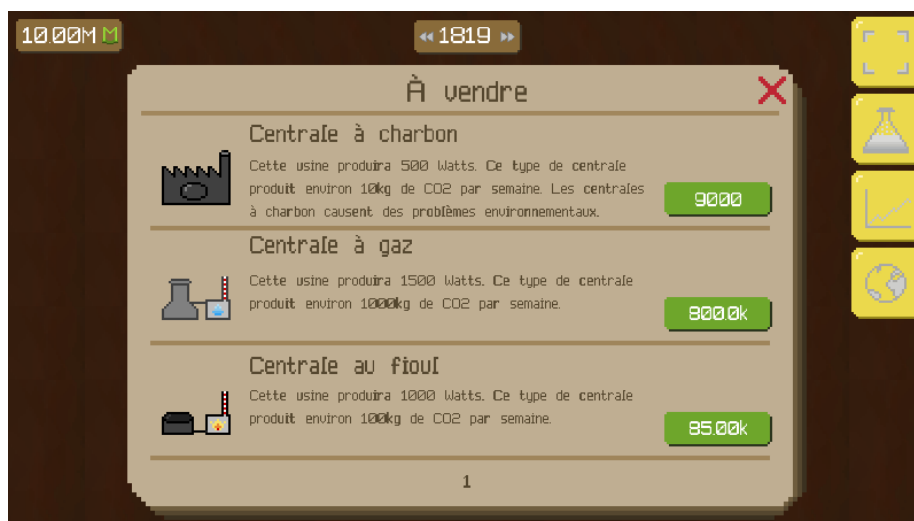 10.00M
« 1819 »
À vendre
Centrale à charbon
Cette usine produira 500 Watts. Ce type de centrale
produit environ 10kg de CO2 par semaine. Les centrales
à charbon causent des problèmes environnementaux.
9000
Centrale à gaz
Cette usine produira 1500 Watts. Ce type de centrale
produit environ 1000kg de CO2 par semaine.
800.0k
Centrale au fioul
Cette usine produira 1000 Watts. Ce type de centrale
produit environ 100kg de CO2 par semaine.
85.00k
1